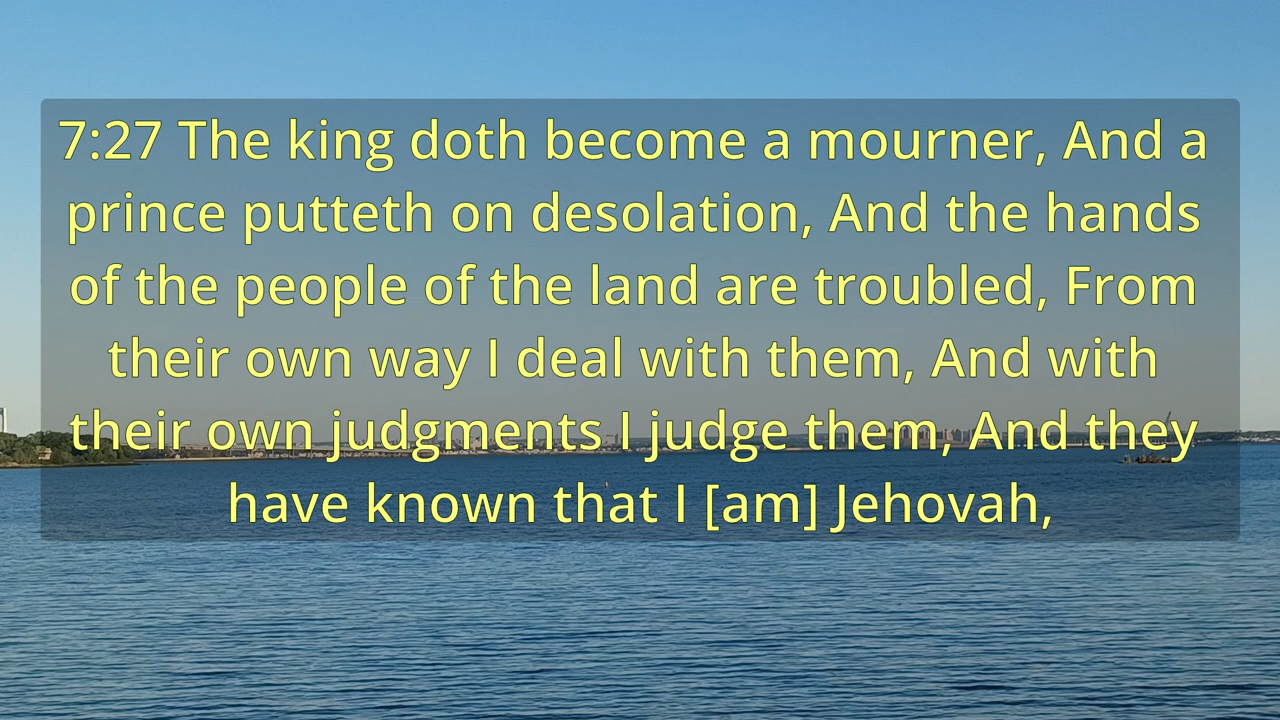 7:27 The king doth become a mourner, And a
prince putteth on desolation, And the hands
of the people of the land are troubled, From
their own way I deal with them, And with
their own judgments I judge them, And they
have known that I [am] Jehovah,